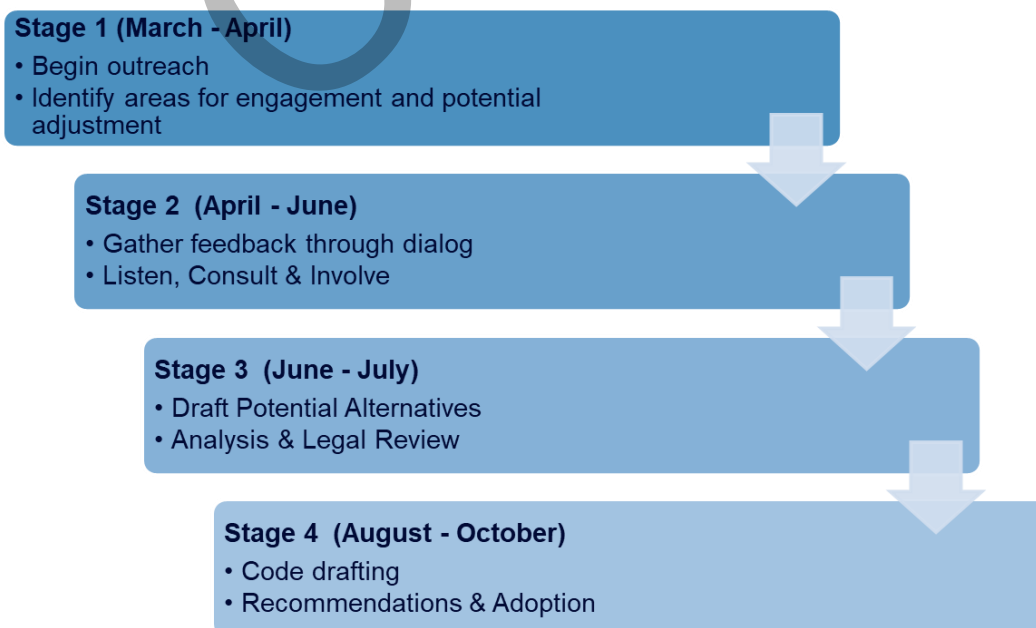 Stage 1 (March - April)
• Begin outreach
• Identify areas for engagement and potential
adjustment
Stage 2  (April - June)
• Gather feedback through dialog
• Listen, Consult & Involve
Stage 3  (June - July)
• Draft Potential Alternatives
• Analysis & Legal Review
Stage 4  (August - October)
• Code drafting
• Recommendations & Adoption